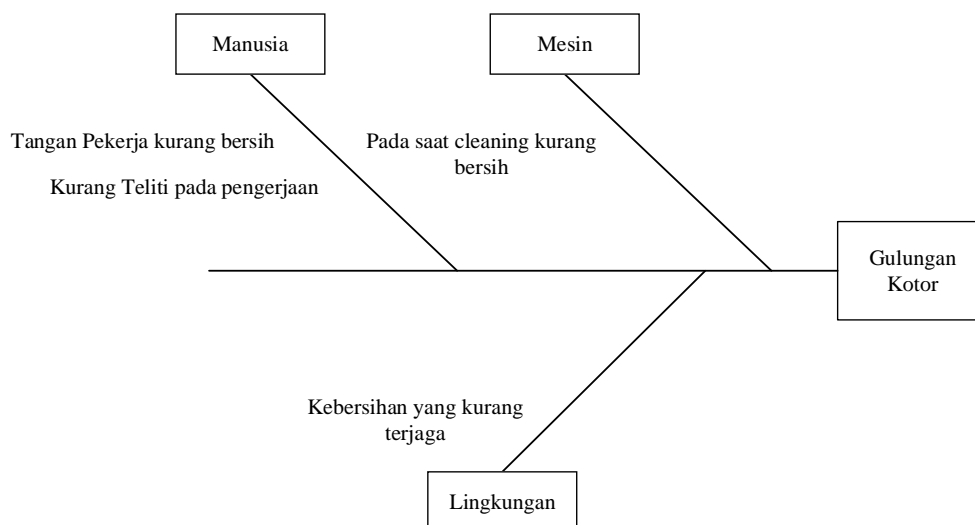 Manusia
Mesin
Tangan Pekerja kurang bersih
Kurang Teliti pada pengerjaan
Pada saat cleaning kurang
bersih
Gulungan
Kotor
Kebersihan yang kurang
terjaga
Lingkungan